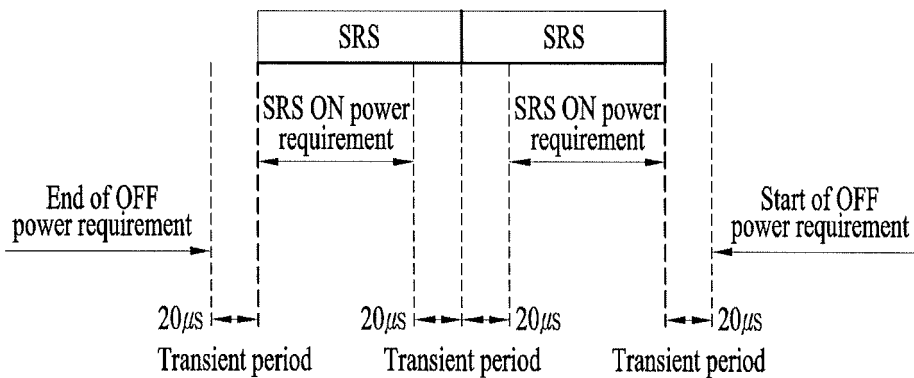 SRS
SRS
SRS ON power
requirement
SRS ON power
requirement
End of OFF
power requirement
Start of OFF
power requirement
20μs
20μs
20μs
20μs
Transient period
Transient period
Transient period